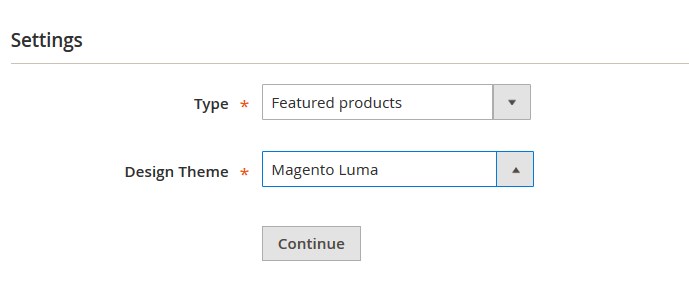 Settings
Type *
Featured products
Design Theme *
Magento Luma
Continue